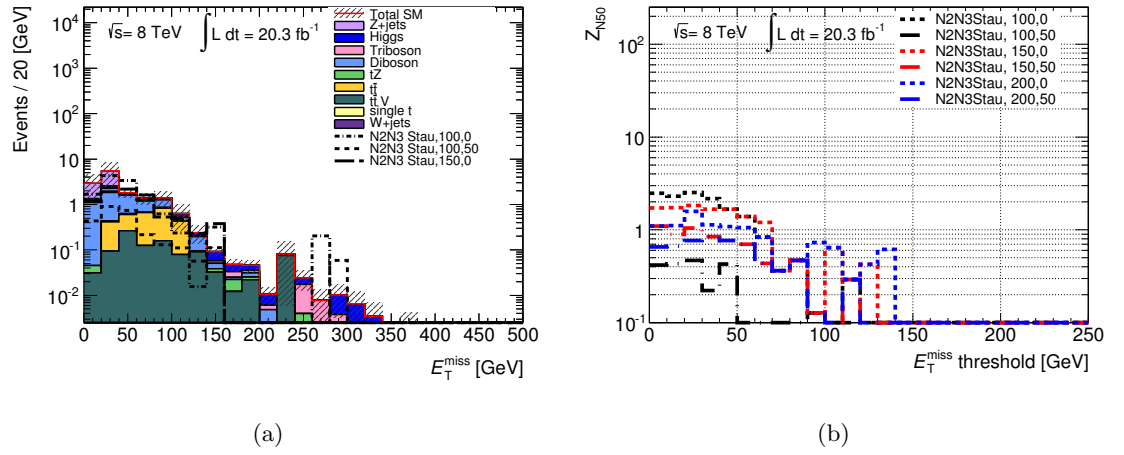 Events / 20 [GeV]
10⁴
10³
10²
10
1
10⁻¹
10⁻²
√s= 8 TeV ∫L dt = 20.3 fb⁻¹
Total SM
Z+jets
Higgs
Triboson
Diboson
tZ
tt̄
tt̄ V
single t
W+jets
N2N3 Stau,100,0
N2N3 Stau,100,50
N2N3 Stau,150,0
0 50 100 150 200 250 300 350 400 450 500
E_T^miss [GeV]
(a)
Z_N50
10²
10
1
10⁻¹
√s= 8 TeV ∫L dt = 20.3 fb⁻¹
N2N3Stau, 100,0
N2N3Stau, 100,50
N2N3Stau, 150,0
N2N3Stau, 150,50
N2N3Stau, 200,0
N2N3Stau, 200,50
0 50 100 150 200 250
E_T^miss threshold [GeV]
(b)